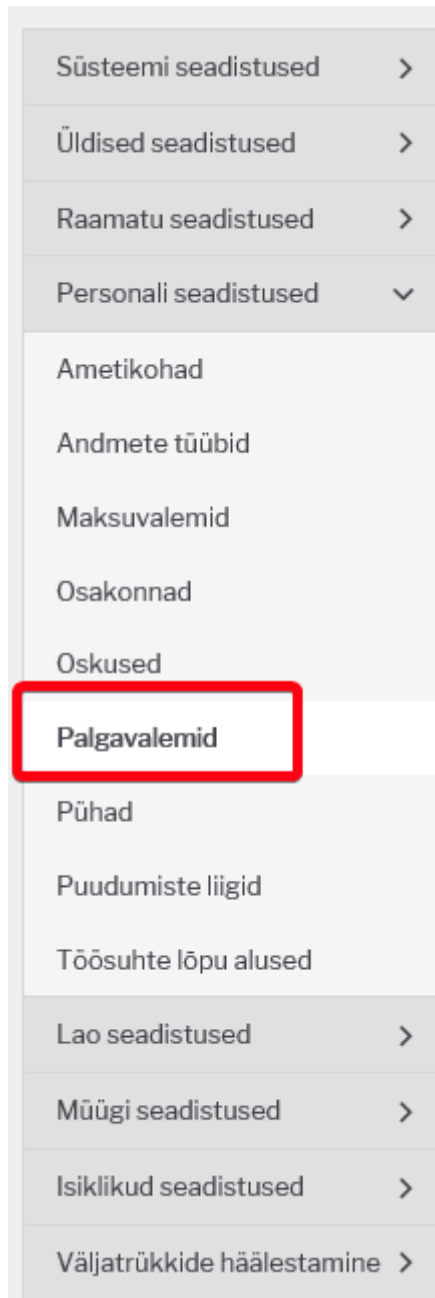 Süsteemi seadistused
Üldised seadistused
Raamatu seadistused
Personali seadistused
Ametikohad
Andmete tüübid
Maksuvalemid
Osakonnad
Oskused
Palgavalemid
Pühad
Puudumiste liigid
Töösuhte lõpu alused
Lao seadistused
Müügi seadistused
Isiklikud seadistused
Väljatrükkide häälestamine